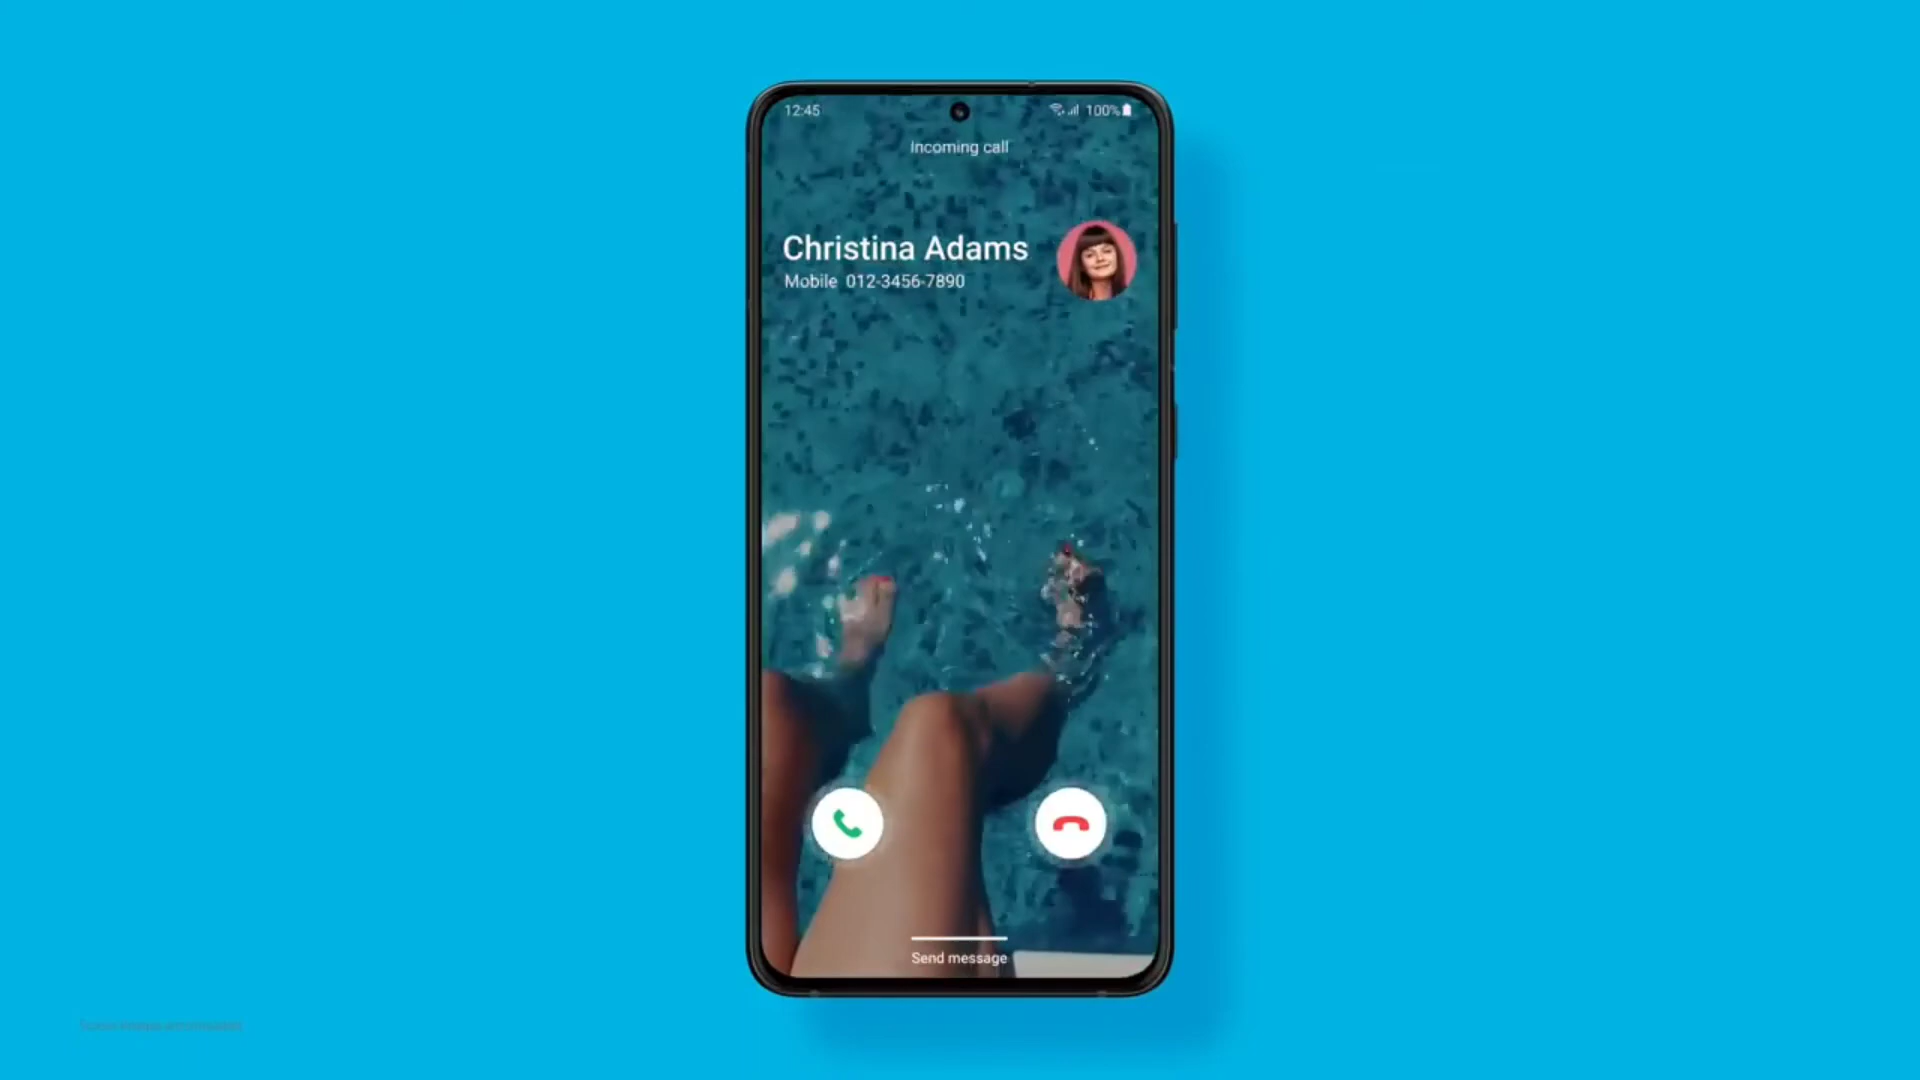 12:45
100%
Incoming call
Christina Adams
Mobile 012-3456-7890
Send message